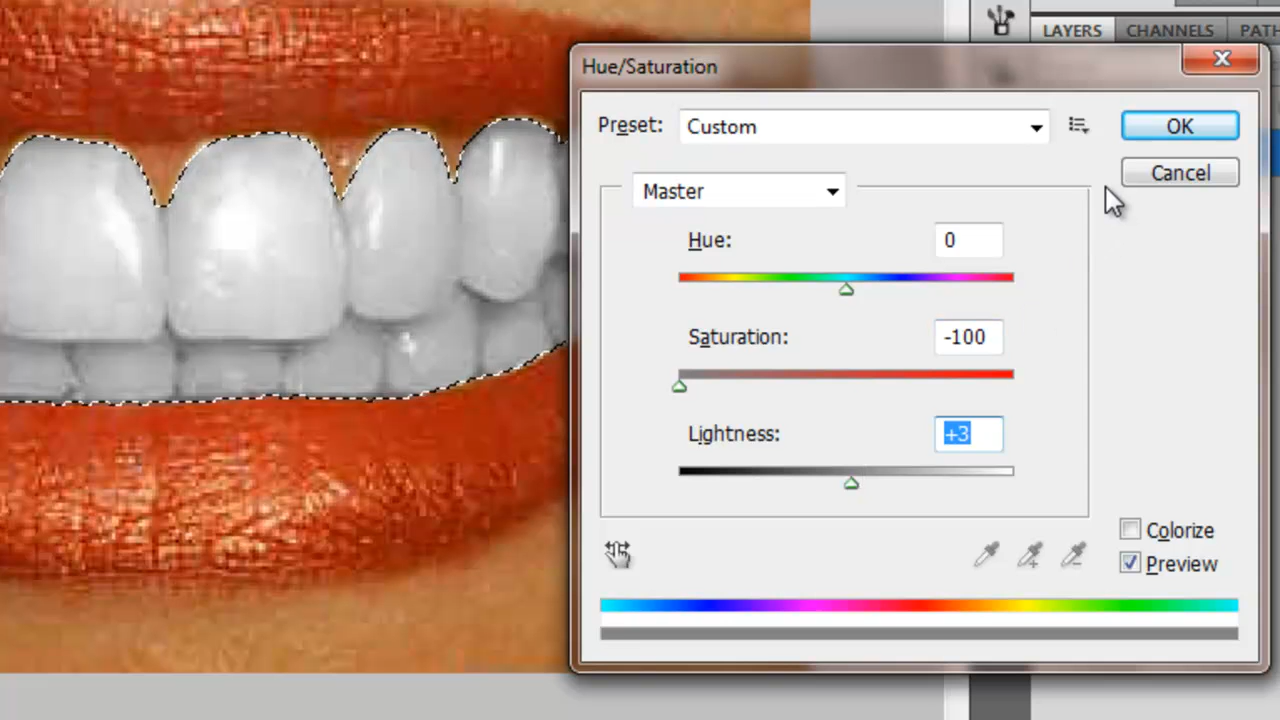 LAYERS CHANNELS PATH
Hue/Saturation
Preset: Custom
OK
Cancel
Master
Hue: 0
Saturation: -100
Lightness: +3
Colorize
Preview